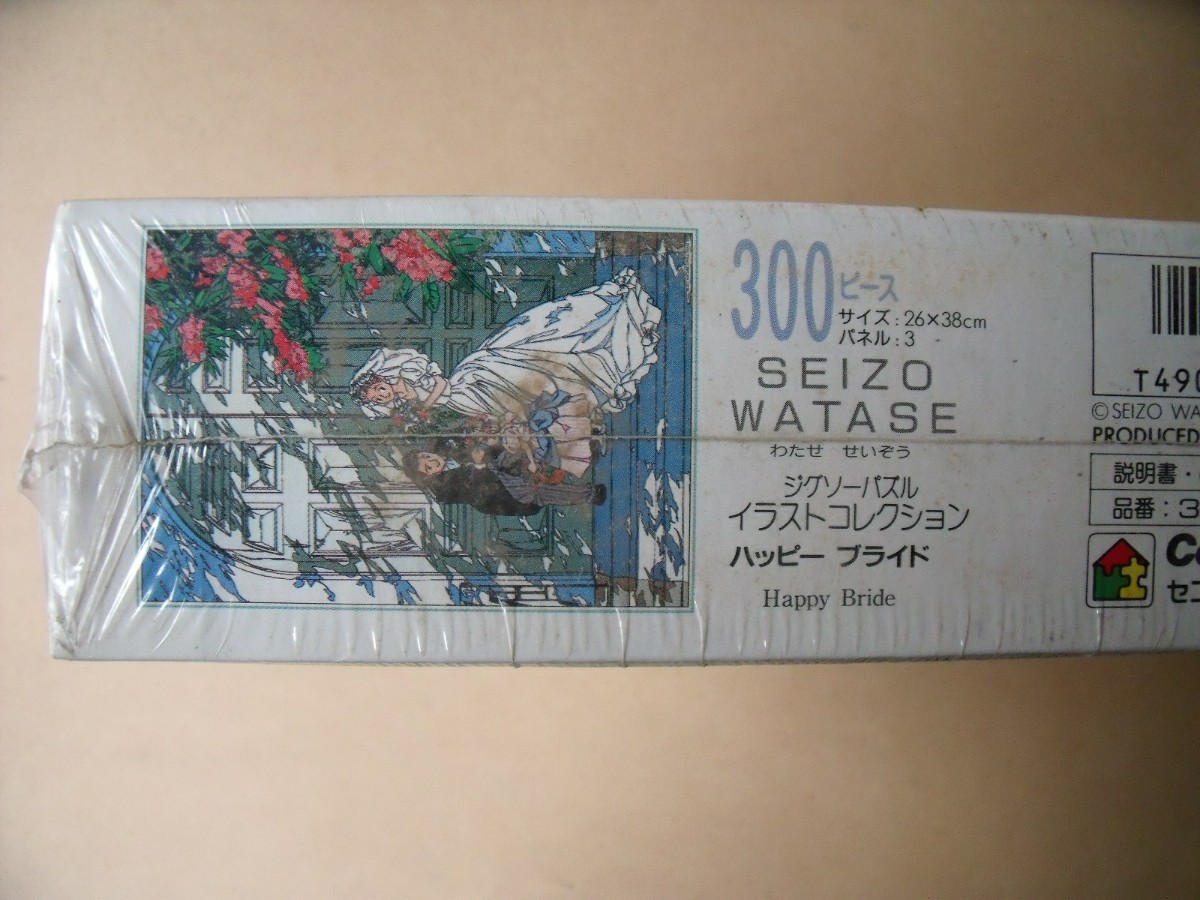 300ピース
サイズ：26×38cm
パネル：3
SEIZO
WATASE
わたせ せいぞう
ジグソーパズル
イラストコレクション
ハッピー ブライド
Happy Bride
T490
©SEIZO WA
PRODUCED
説明書・
品番：3